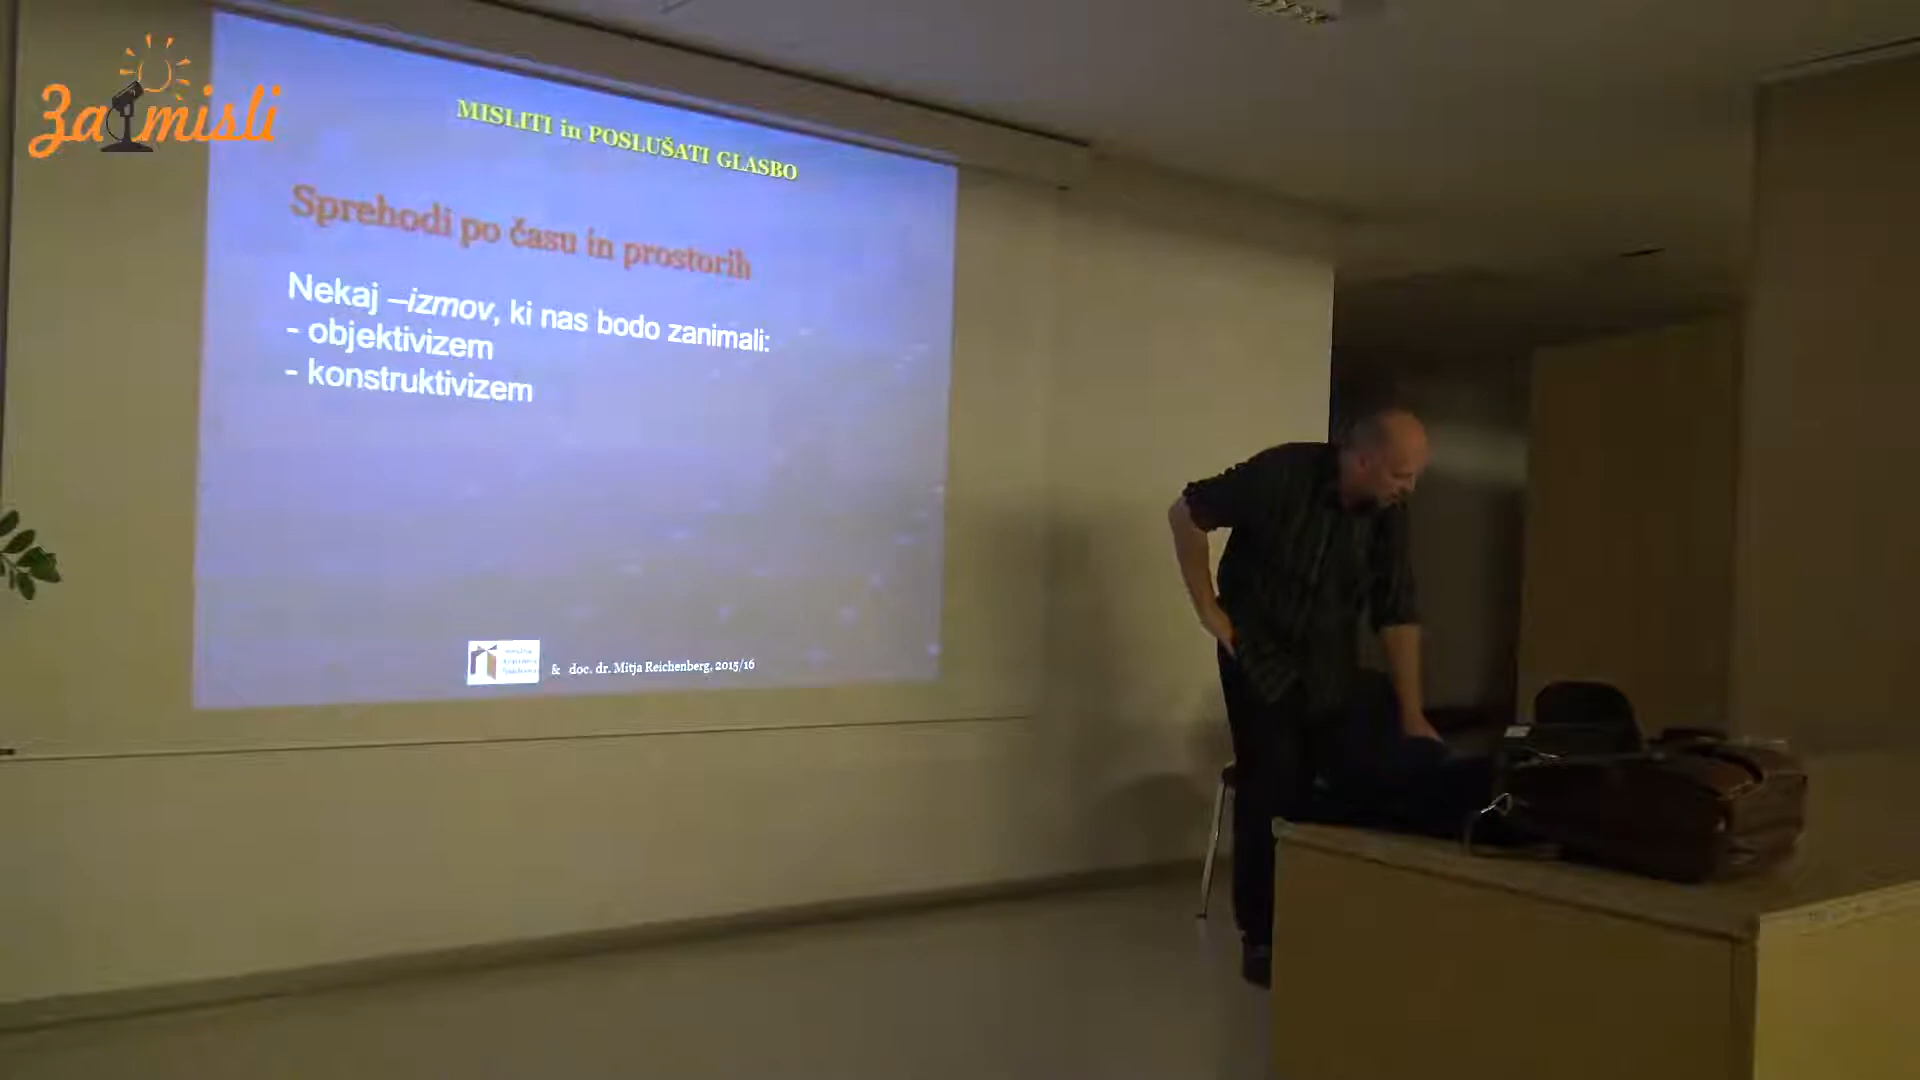 Zamisli
MISLITI in POSLUŠATI GLASBO
Sprehodi po času in prostorih
Nekaj –izmov, ki nas bodo zanimali:
- objektivizem
- konstruktivizem
& doc. dr. Mitja Reichenberg, 2015/16